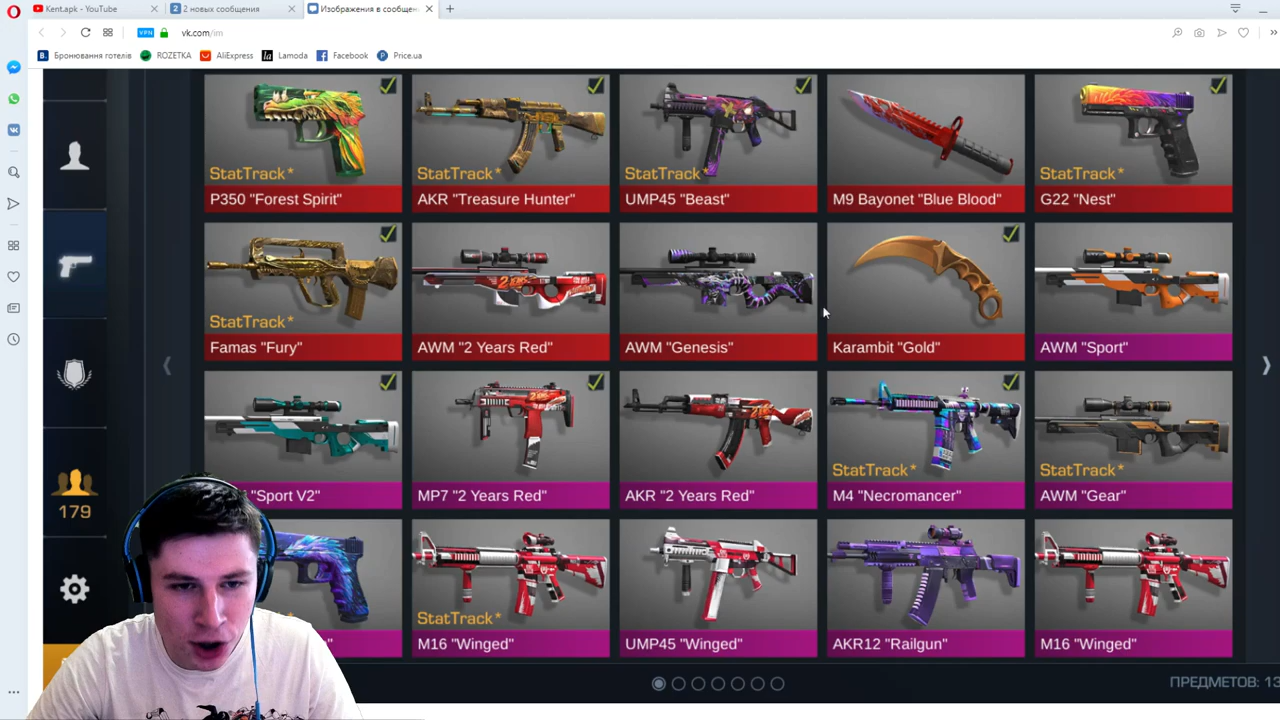 Kent.apk - YouTube
2 новых сообщения
Изображения в сообщен
VPN
vk.com/im
Бронювання готелів
ROZETKA
AliExpress
Lamoda
Facebook
Price.ua
StatTrack*
StatTrack*
StatTrack*
StatTrack*
P350 "Forest Spirit"
AKR "Treasure Hunter"
UMP45 "Beast"
M9 Bayonet "Blue Blood"
G22 "Nest"
StatTrack*
Famas "Fury"
AWM "2 Years Red"
AWM "Genesis"
Karambit "Gold"
AWM "Sport"
StatTrack*
StatTrack*
"Sport V2"
MP7 "2 Years Red"
AKR "2 Years Red"
M4 "Necromancer"
AWM "Gear"
179
StatTrack*
M16 "Winged"
UMP45 "Winged"
AKR12 "Railgun"
M16 "Winged"
ПРЕДМЕТОВ: 13